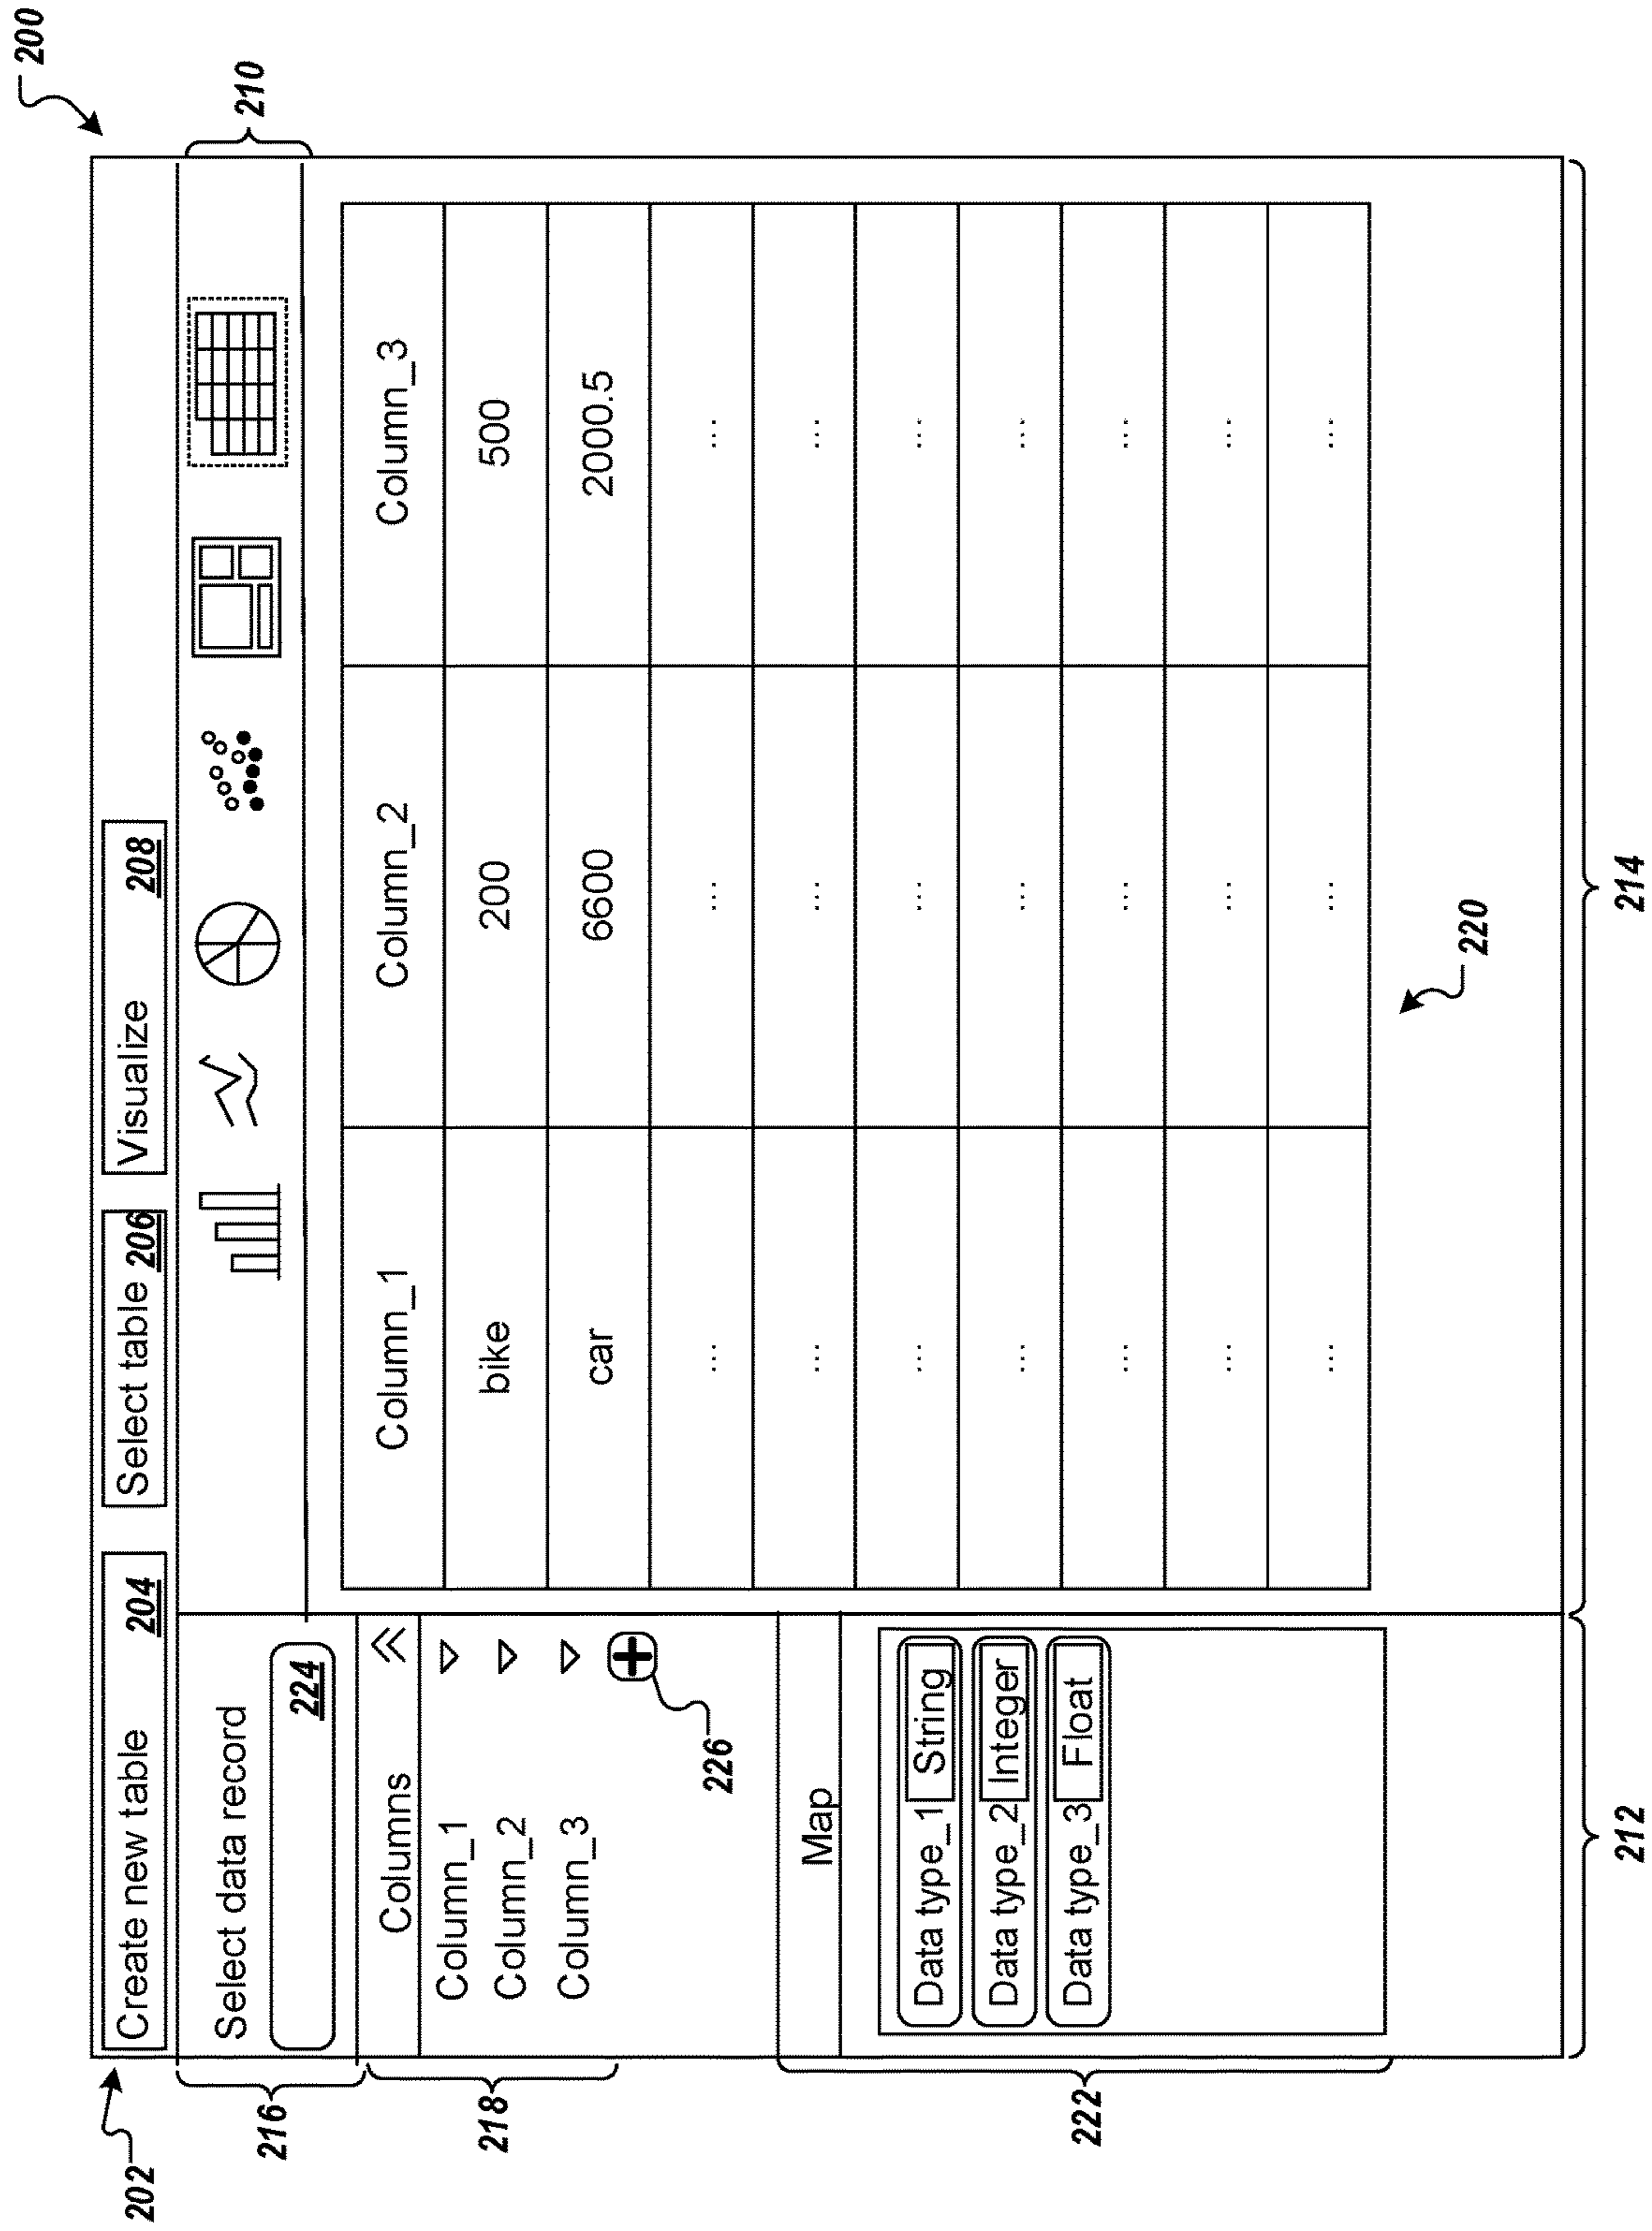 200
202
Create new table 204
Select table 206
Visualize 208
210
216
Select data record
224
218
Columns
Column_1
Column_2
Column_3
226
222
Map
Data type_1 String
Data type_2 Integer
Data type_3 Float
212
Column_1 Column_2 Column_3
bike 200 500
car 6600 2000.5
... ... ...
... ... ...
... ... ...
... ... ...
... ... ...
... ... ...
... ... ...
220
214